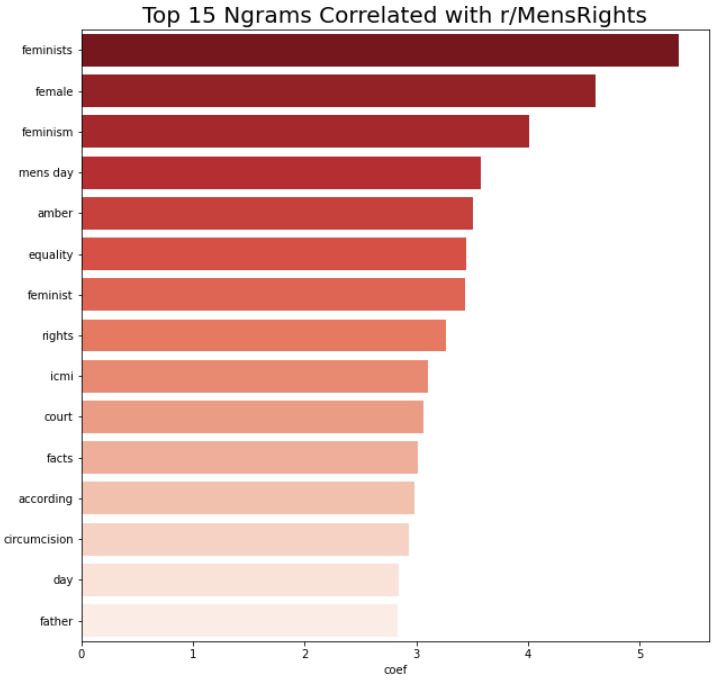 Top 15 Ngrams Correlated with r/MensRights
feminists
female
feminism
mens day
amber
equality
feminist
rights
icmi
court
facts
according
circumcision
day
father
0 1 2 3 4 5
coef